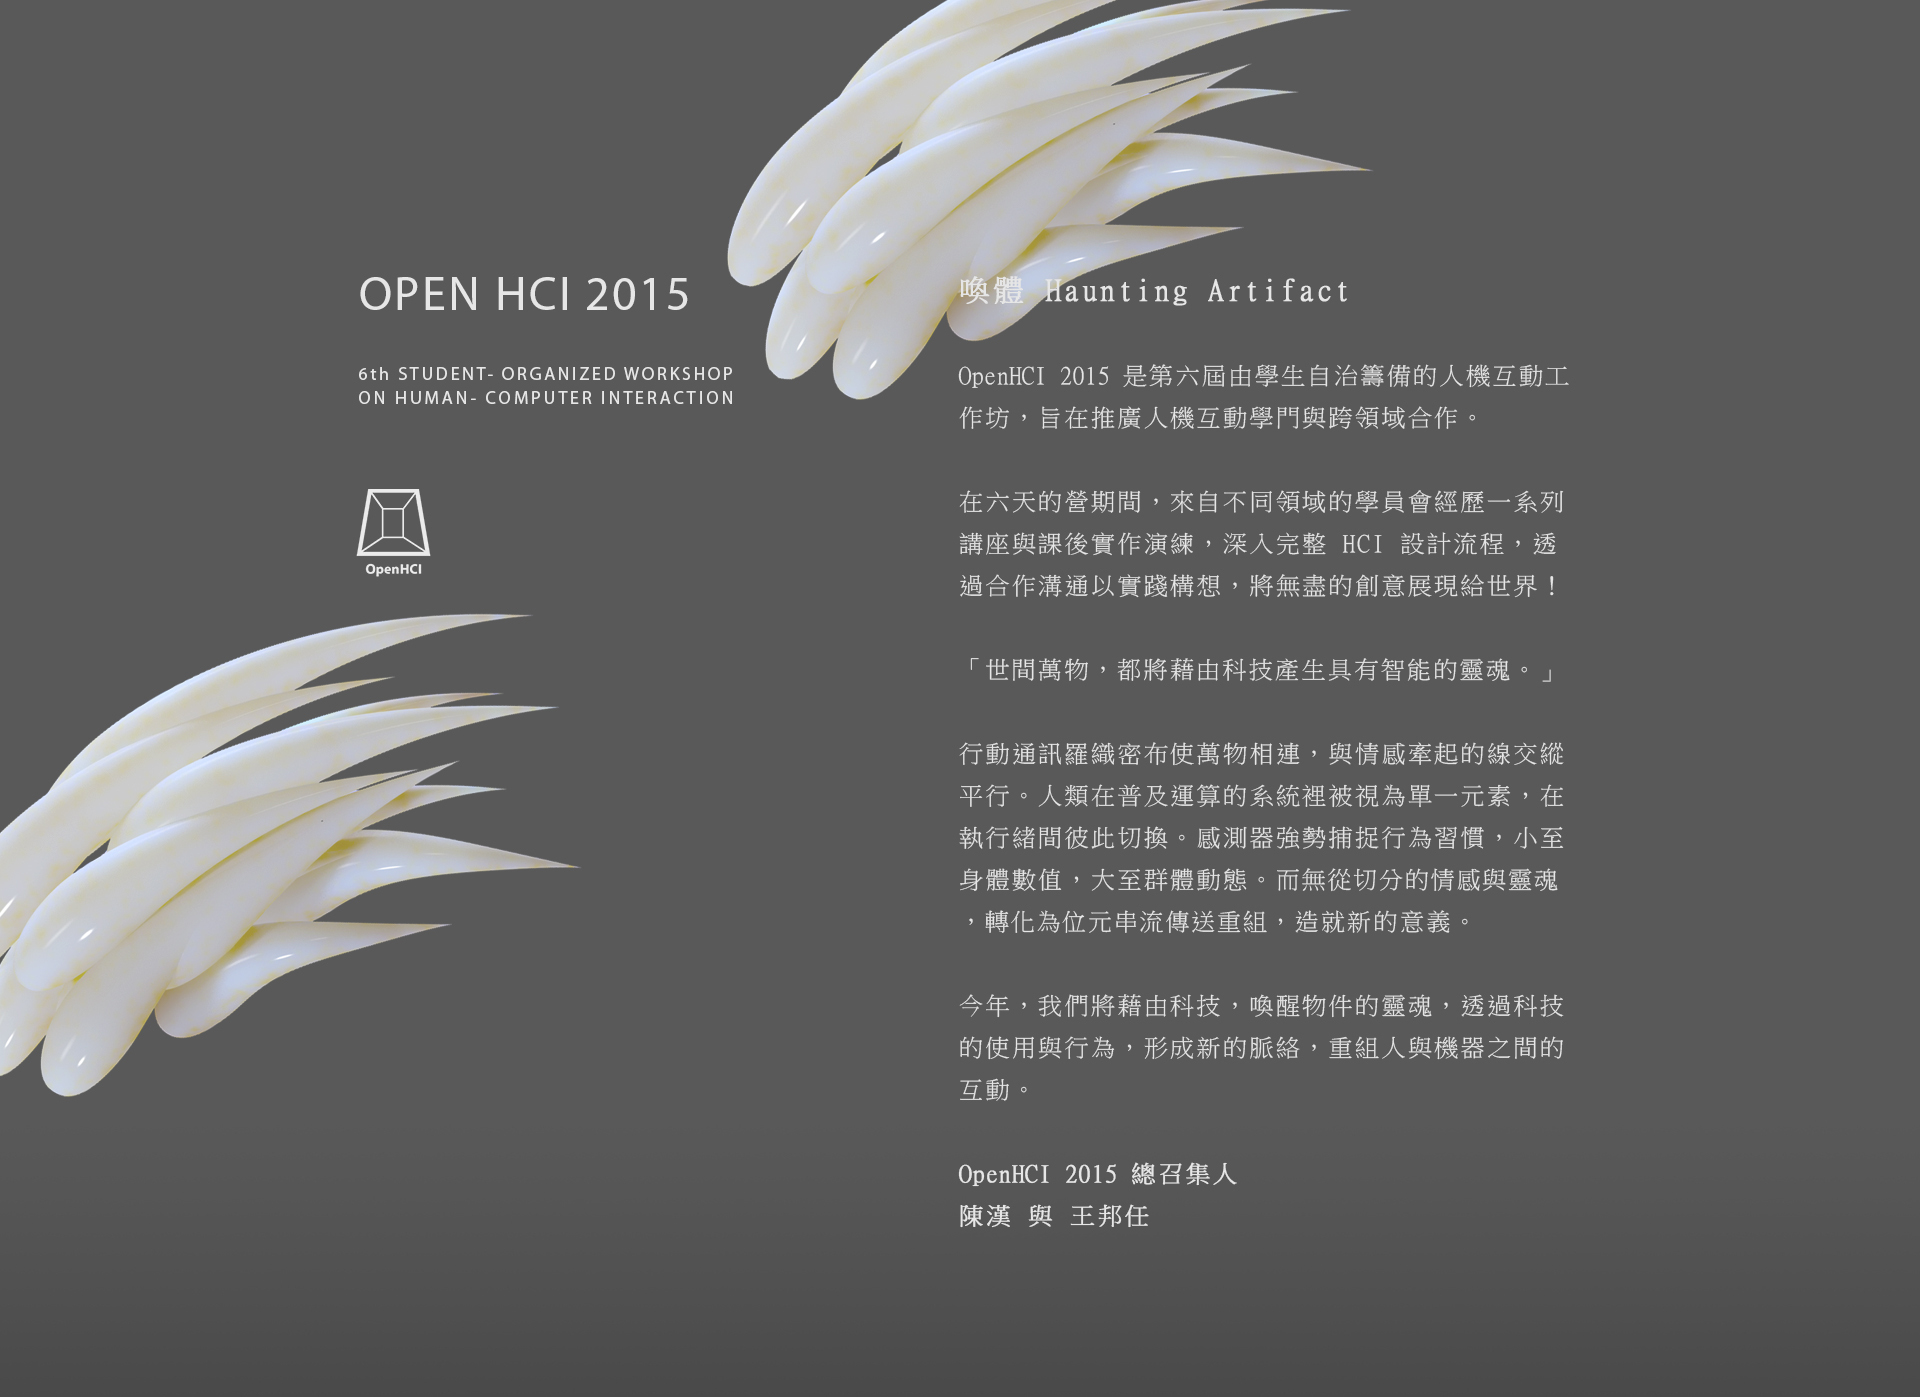 OPEN HCI 2015
6th STUDENT- ORGANIZED WORKSHOP
ON HUMAN- COMPUTER INTERACTION
OpenHCI
喚體 Haunting Artifact
OpenHCI 2015 是第六屆由學生自治籌備的人機互動工
作坊，旨在推廣人機互動學門與跨領域合作。
在六天的營期間，來自不同領域的學員會經歷一系列
講座與課後實作演練，深入完整 HCI 設計流程，透
過合作溝通以實踐構想，將無盡的創意展現給世界！
「世間萬物，都將藉由科技產生具有智能的靈魂。」
行動通訊羅織密布使萬物相連，與情感牽起的線交縱
平行。人類在普及運算的系統裡被視為單一元素，在
執行緒間彼此切換。感測器強勢捕捉行為習慣，小至
身體數值，大至群體動態。而無從切分的情感與靈魂
，轉化為位元串流傳送重組，造就新的意義。
今年，我們將藉由科技，喚醒物件的靈魂，透過科技
的使用與行為，形成新的脈絡，重組人與機器之間的
互動。
OpenHCI 2015 總召集人
陳漢 與 王邦任